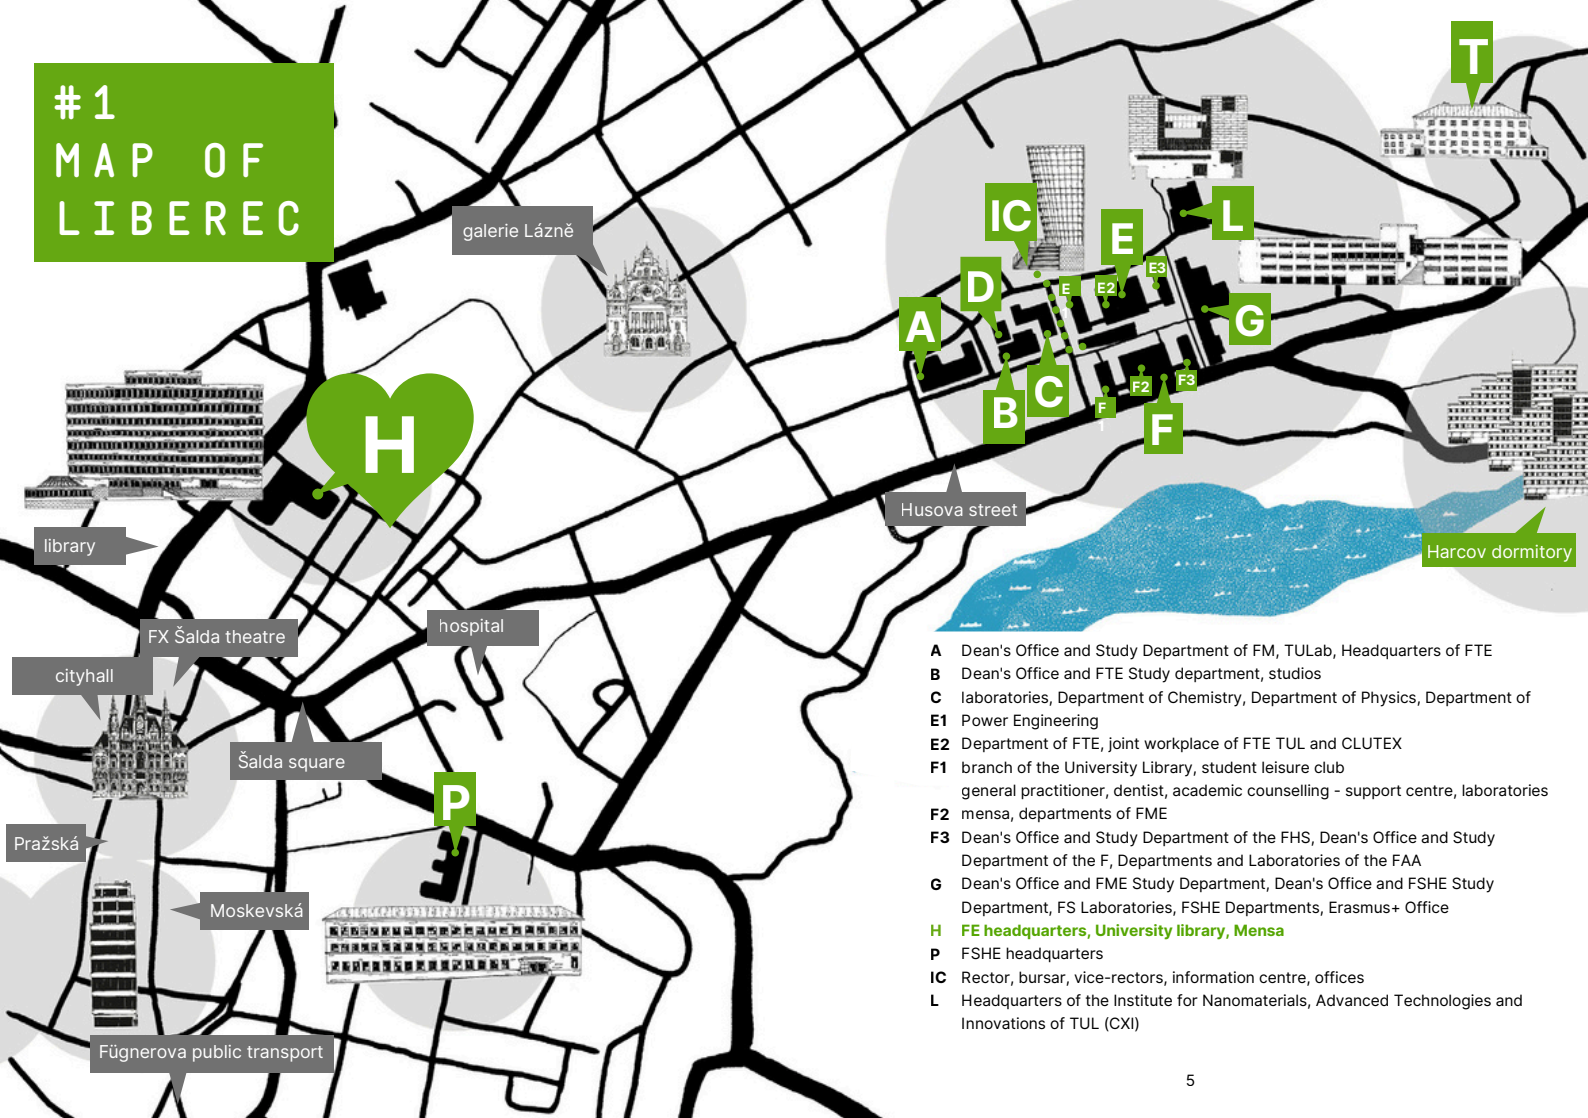 #1
MAP OF
LIBEREC
T
galerie Lázně
IC
L
E
E3
E2
E
D
G
A
C
B
F2
F3
F
1
F
H
Husova street
library
Harcov dormitory
hospital
FX Šalda theatre
cityhall
Šalda square
P
Pražská
Moskevská
Fügnerova public transport
A Dean's Office and Study Department of FM, TULab, Headquarters of FTE
B Dean's Office and FTE Study department, studios
C laboratories, Department of Chemistry, Department of Physics, Department of
E1 Power Engineering
E2 Department of FTE, joint workplace of FTE TUL and CLUTEX
F1 branch of the University Library, student leisure club
general practitioner, dentist, academic counselling - support centre, laboratories
F2 mensa, departments of FME
F3 Dean's Office and Study Department of the FHS, Dean's Office and Study
Department of the F, Departments and Laboratories of the FAA
G Dean's Office and FME Study Department, Dean's Office and FSHE Study
Department, FS Laboratories, FSHE Departments, Erasmus+ Office
H FE headquarters, University library, Mensa
P FSHE headquarters
IC Rector, bursar, vice-rectors, information centre, offices
L Headquarters of the Institute for Nanomaterials, Advanced Technologies and
Innovations of TUL (CXI)
5